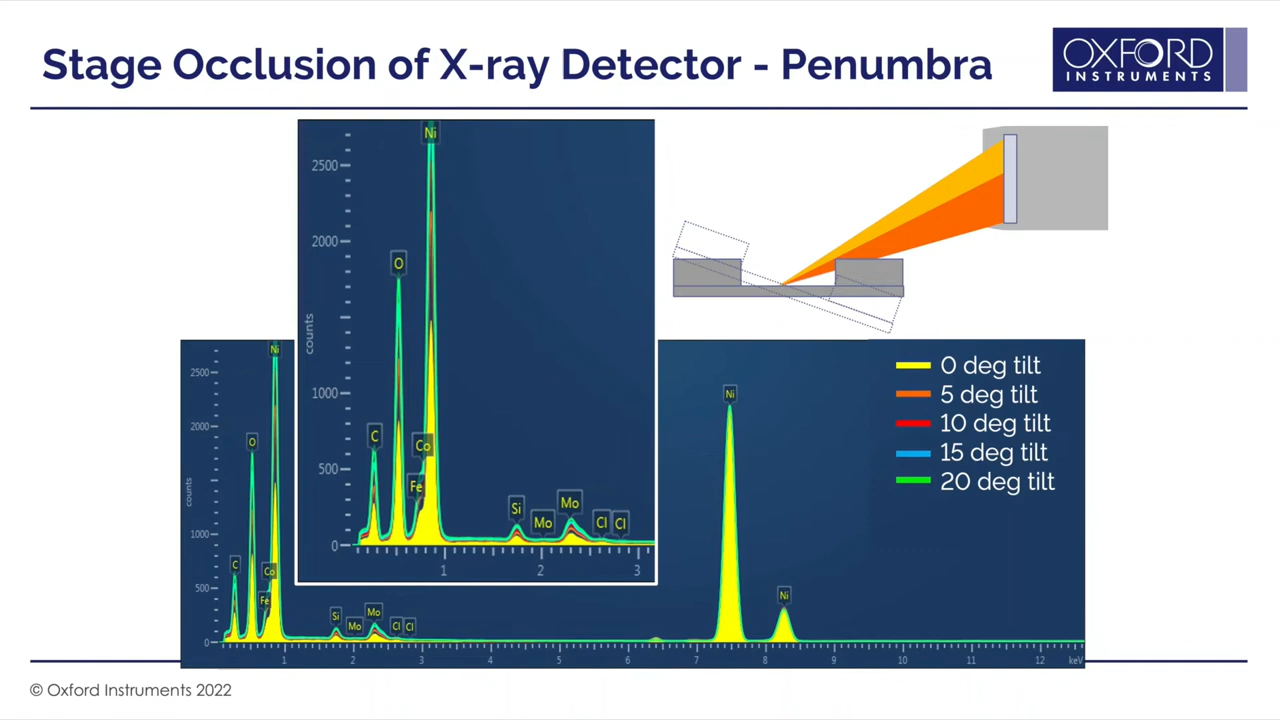 Stage Occlusion of X-ray Detector - Penumbra
OXFORD
INSTRUMENTS
Ni
2500
2000
O
counts
1000
C
Co
500
Fe
Si
Mo
Mo
Cl
Cl
0
1
2
3
Ni
2500
2000
O
counts
1000
C
Co
500
Fe
Si
Mo
Mo
Cl
Cl
0
Ni
Ni
1
2
3
4
5
6
7
8
9
10
11
12
keV
0 deg tilt
5 deg tilt
10 deg tilt
15 deg tilt
20 deg tilt
© Oxford Instruments 2022